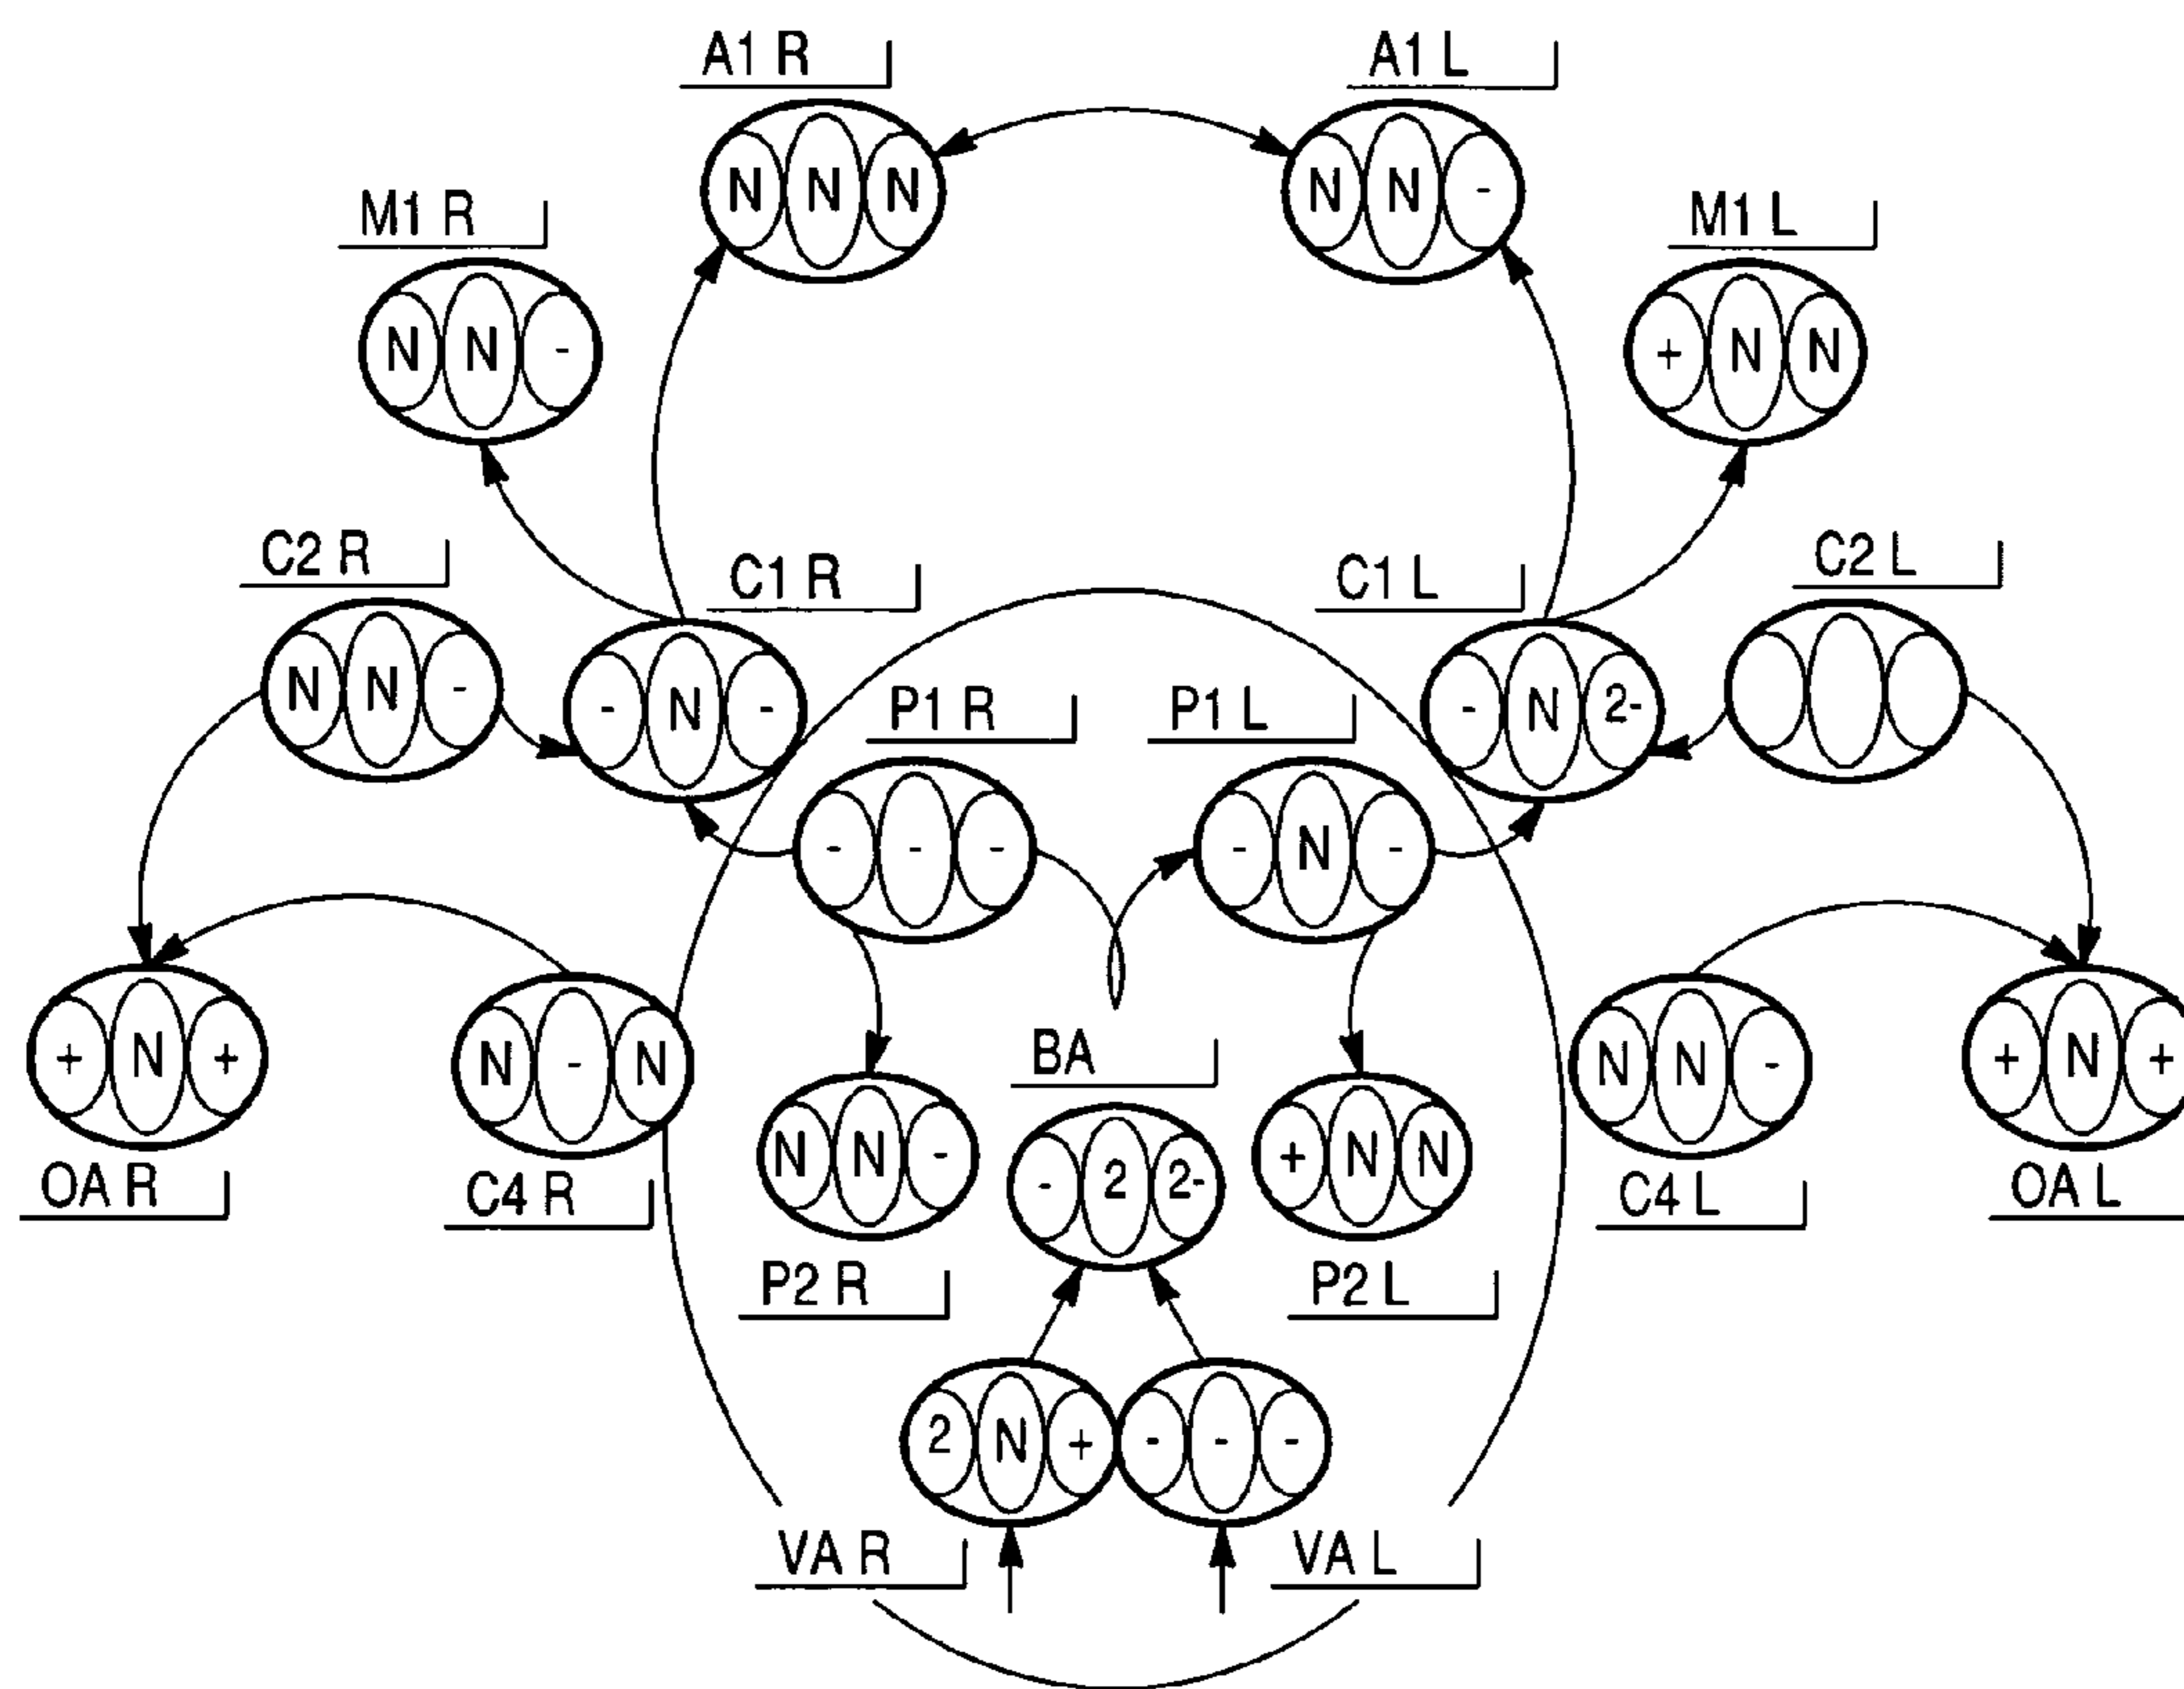 A1 R A1 L
N N N N N -
M1 R M1 L
N N - + N N
C2 R C1 R C1 L C2 L
N N - - N - - N 2-
P1 R P1 L
- - - - N -
BA
+ N + N - N N N - + N +
N N - - 2 2- + N N
OA R C4 R C4 L OA L
P2 R P2 L
2 N + - - -
VA R VA L